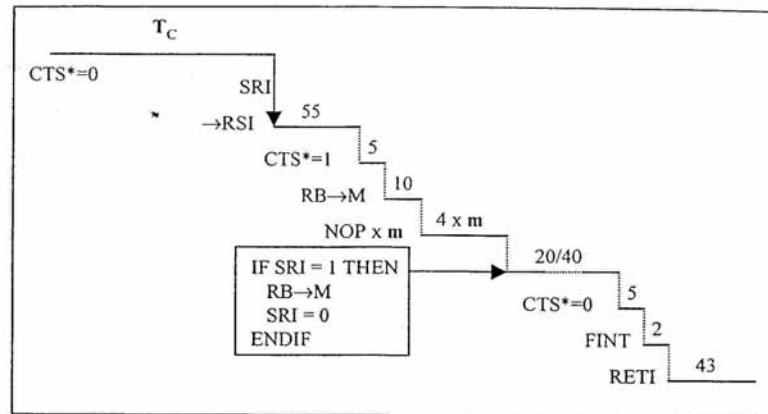 T_C
CTS*=0
SRI
→RSI
55
CTS*=1
5
RB→M
10
NOP x m
4 x m
IF SRI = 1 THEN
RB→M
SRI = 0
ENDIF
20/40
CTS*=0
5
FINT
2
RETI
43